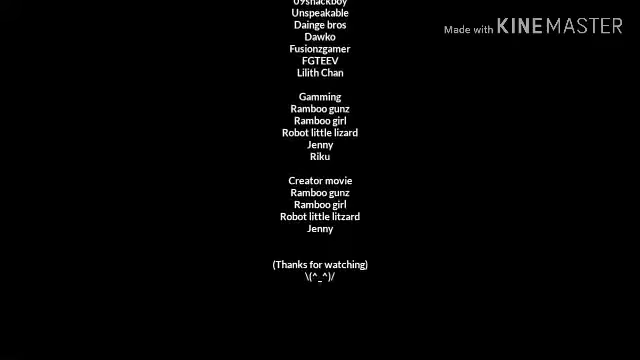 09shackboy
Unspeakable
Dainge bros
Dawko
Fusionzgamer
FGTEEV
Lilith Chan
Gamming
Ramboo gunz
Ramboo girl
Robot little lizard
Jenny
Riku
Creator movie
Ramboo gunz
Ramboo girl
Robot little litzard
Jenny
(Thanks for watching)
\(^_^)/
Made with KINEMASTER